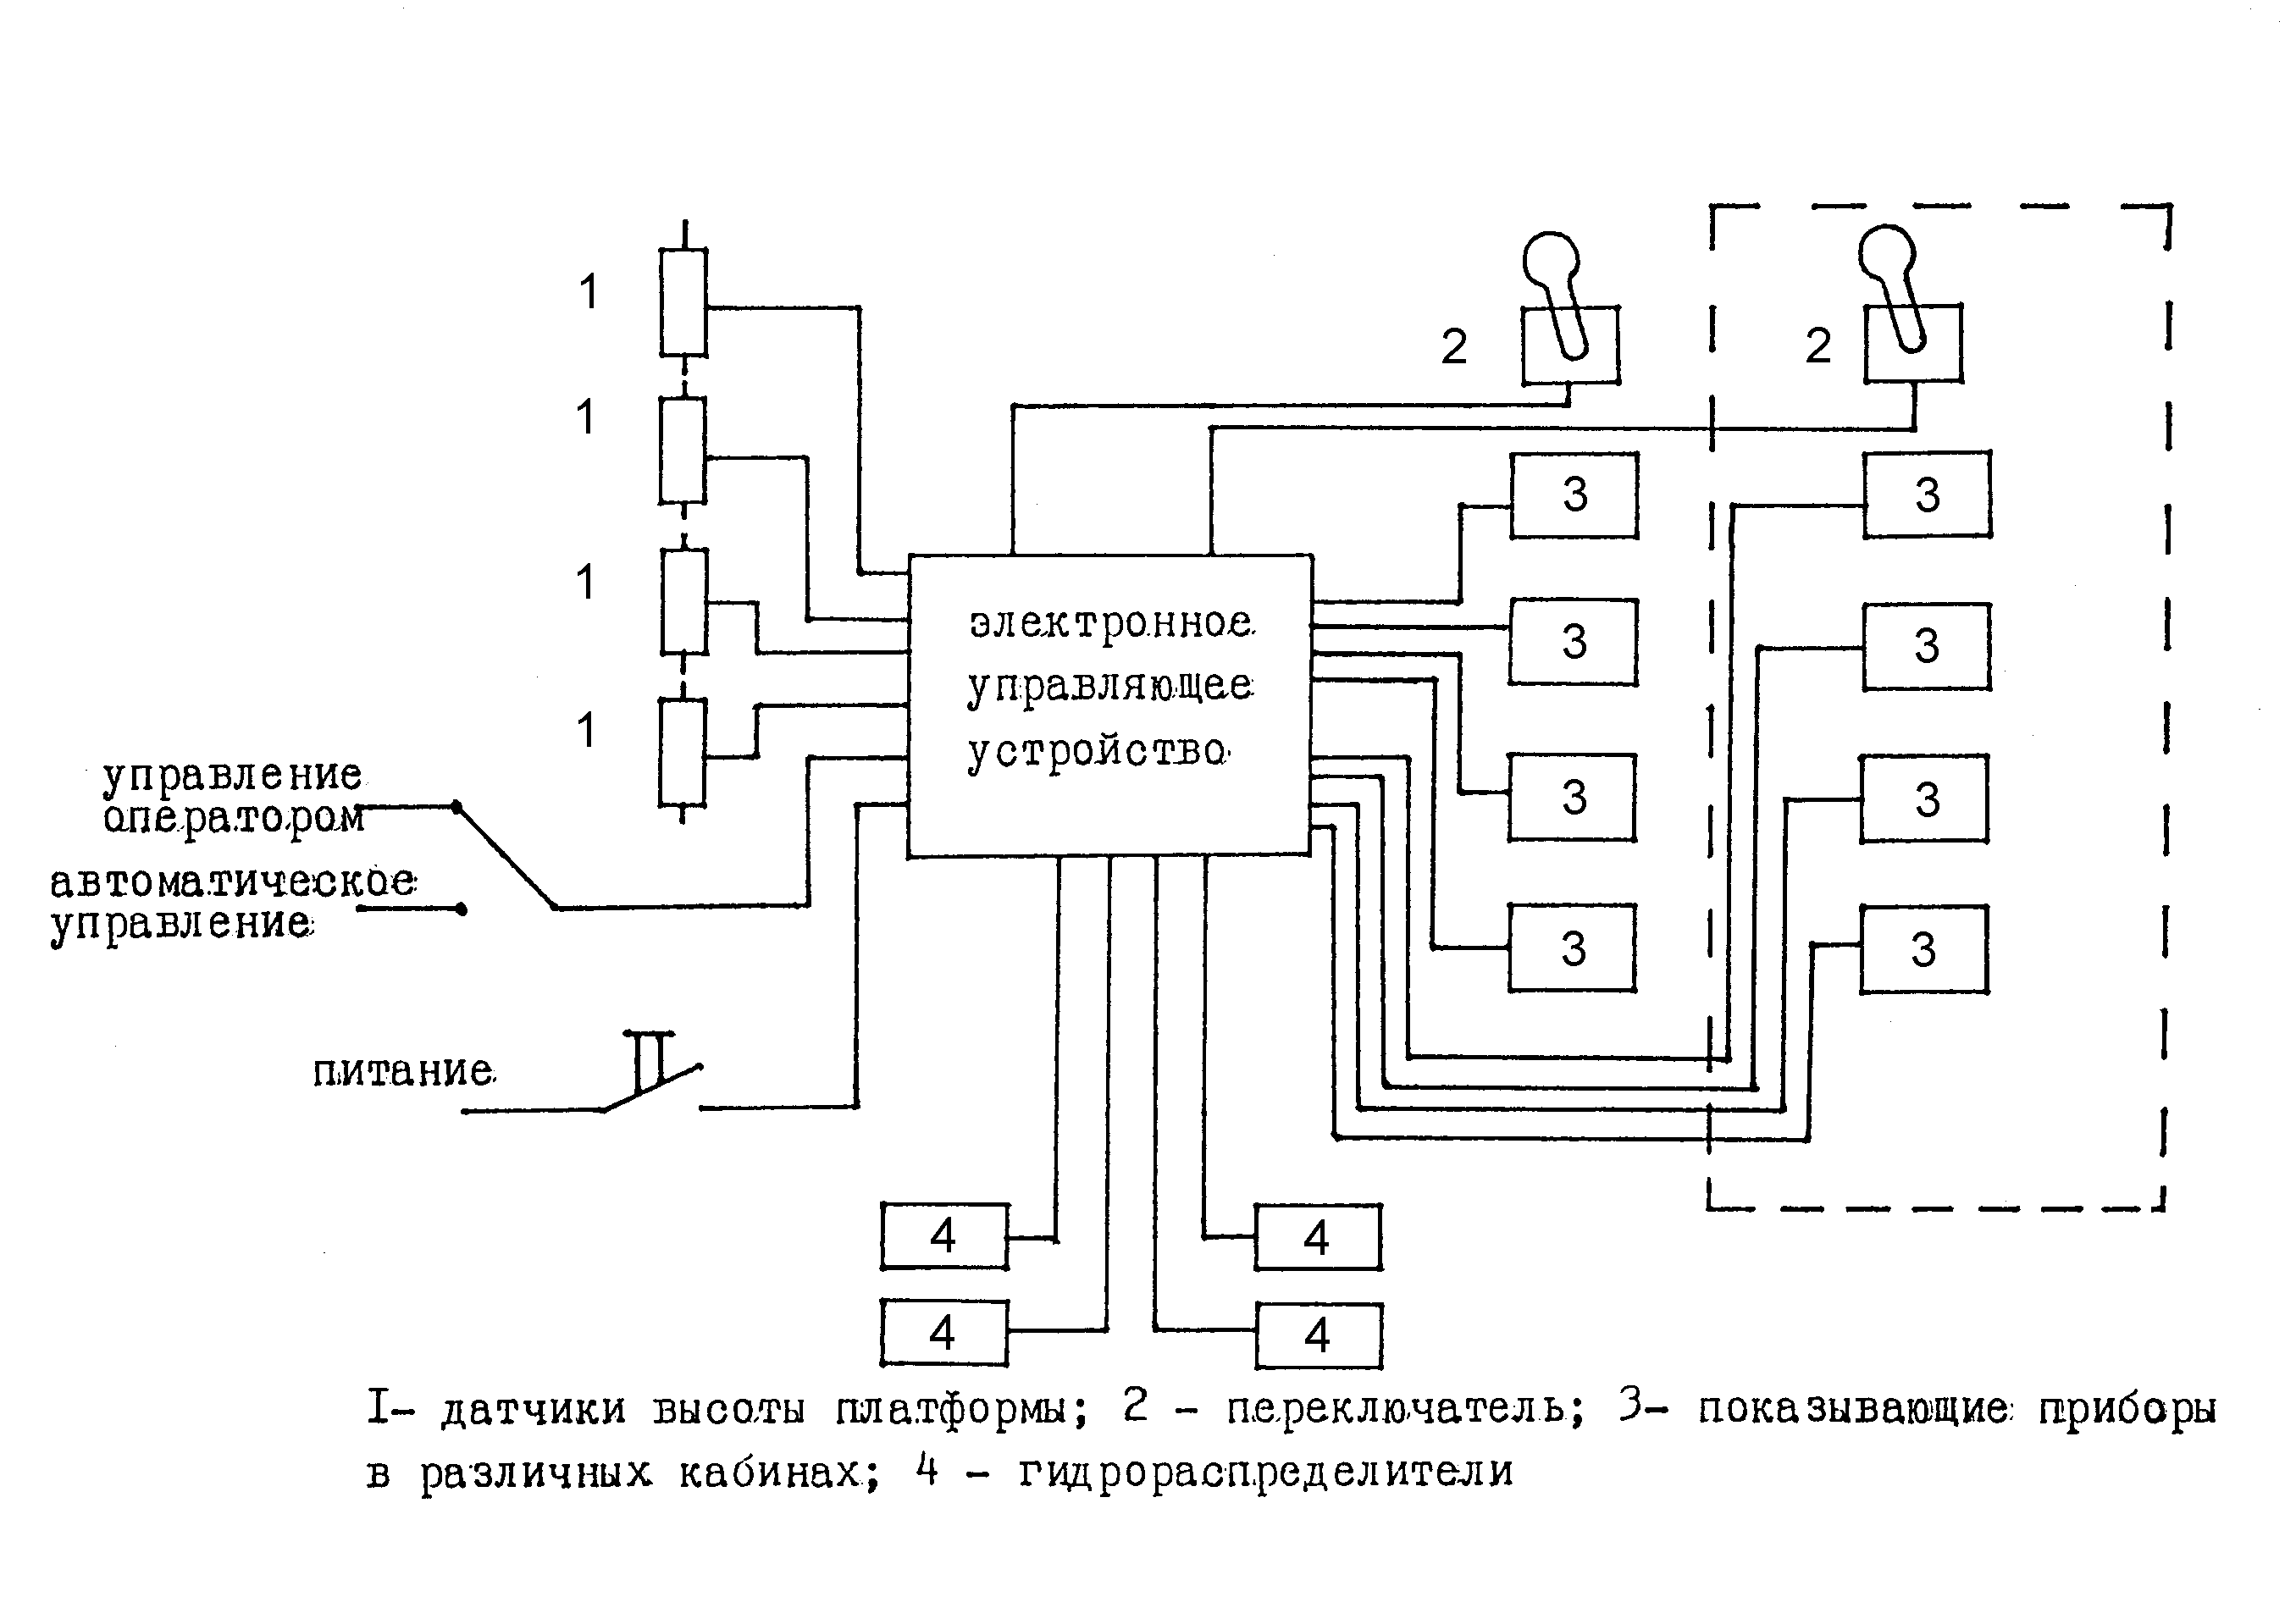 1
1
1
1
2
2
3
3
3
3
3
3
3
3
электронное
управляющее
устройство
управление
оператором
автоматическое
управление
питание
4
4
4
4
I- датчики высоты платформы; 2 - переключатель; 3- показывающие приборы
в различных кабинах; 4 - гидрораспределители